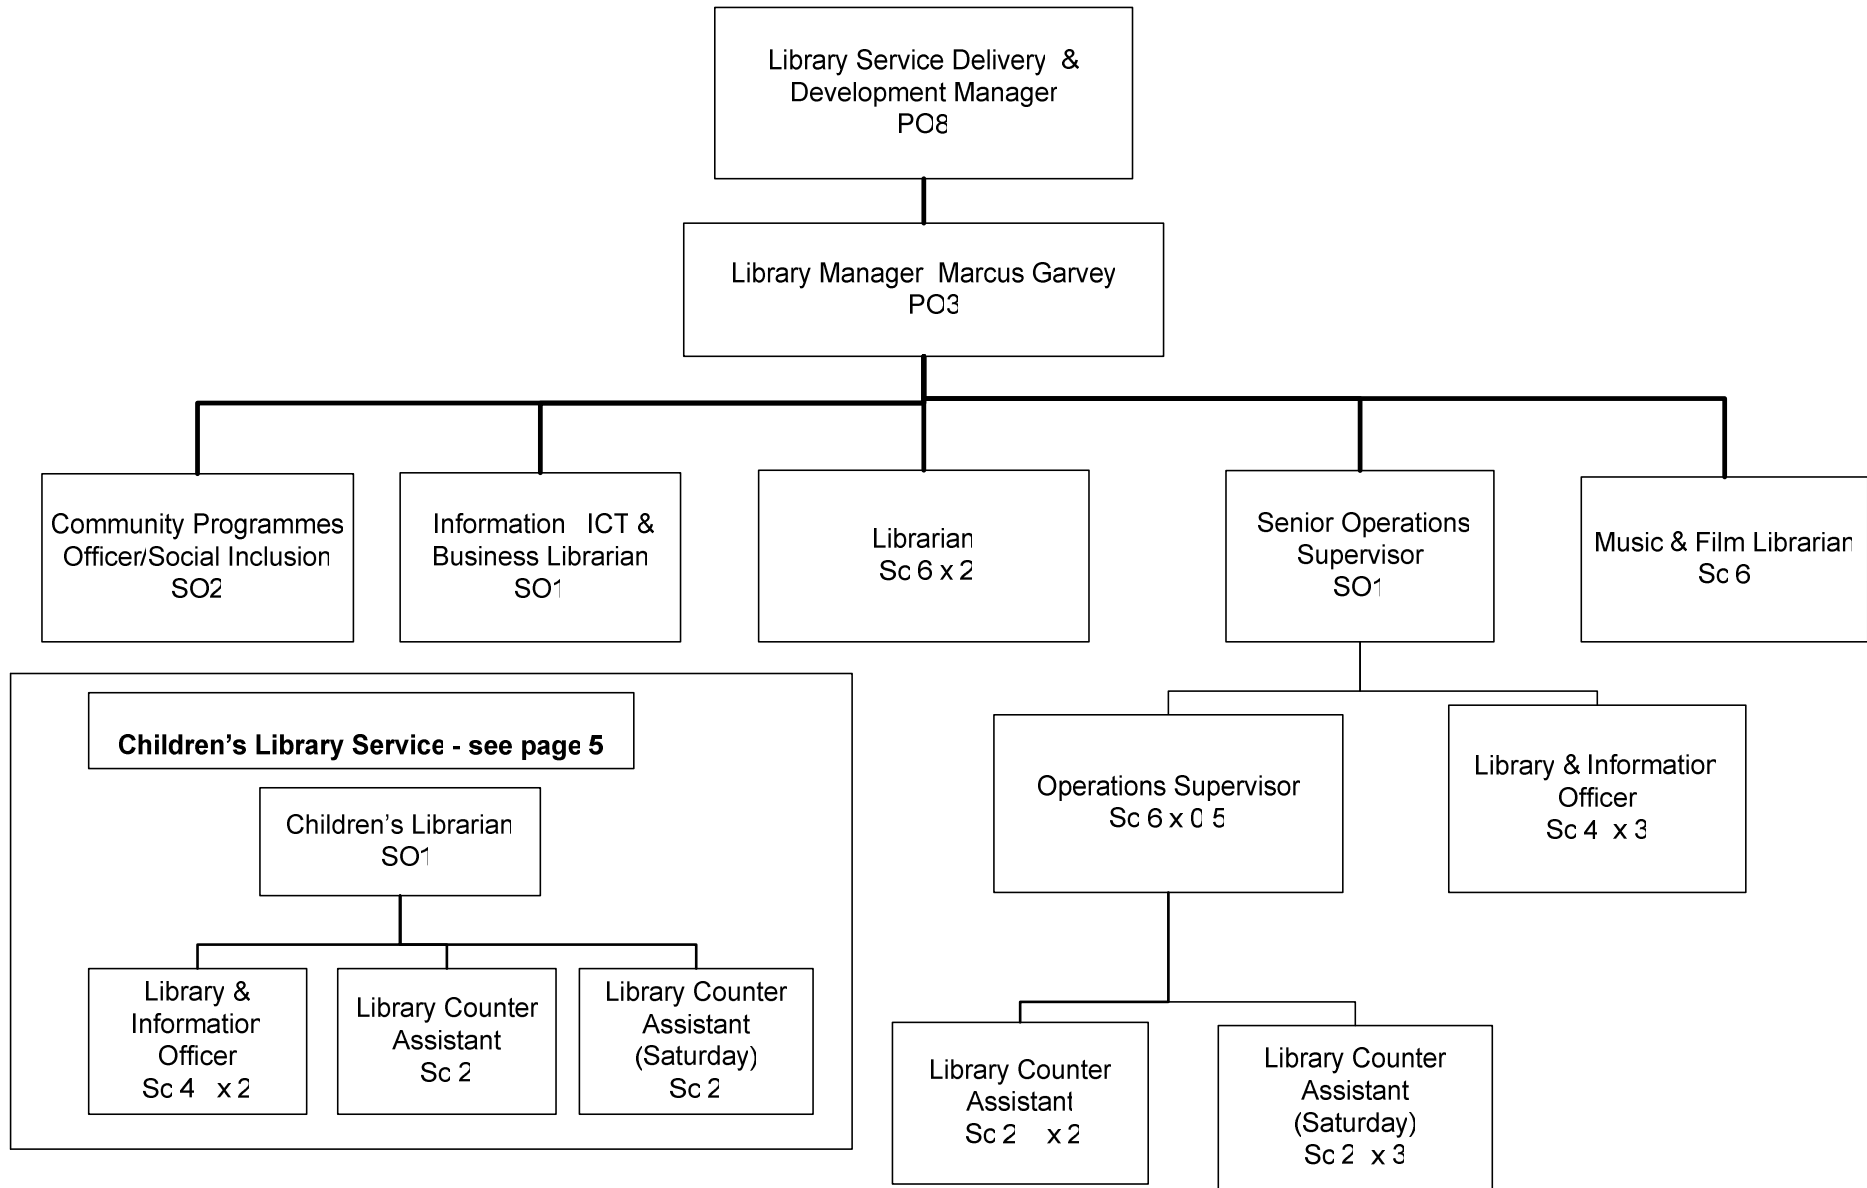 Library Service Delivery &
Development Manager
PO8
Library Manager Marcus Garvey
PO3
Community Programmes
Officer/Social Inclusion
SO2
Information ICT &
Business Librarian
SO1
Librarian
Sc 6 x 2
Senior Operations
Supervisor
SO1
Music & Film Librarian
Sc 6
Children's Library Service - see page 5
Children's Librarian
SO1
Library &
Information
Officer
Sc 4 x 2
Library Counter
Assistant
Sc 2
Library Counter
Assistant
(Saturday)
Sc 2
Operations Supervisor
Sc 6 x 0 5
Library & Information
Officer
Sc 4 x 3
Library Counter
Assistant
Sc 2 x 2
Library Counter
Assistant
(Saturday)
Sc 2 x 3